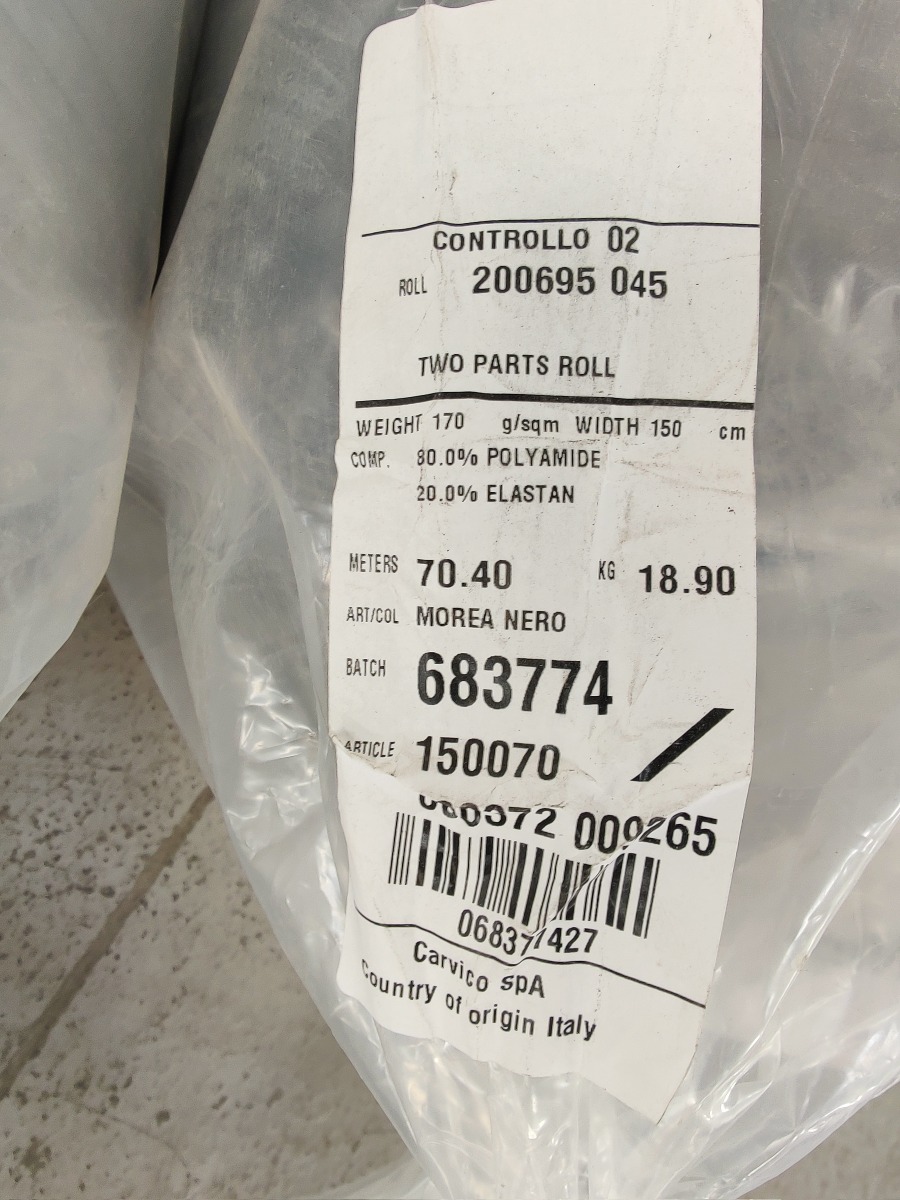 CONTROLLO 02
ROLL 200695 045
TWO PARTS ROLL
WEIGHT 170 g/sqm WIDTH 150 cm
COMP. 80.0% POLYAMIDE
20.0% ELASTAN
METERS 70.40 KG 18.90
ART/COL MOREA NERO
BATCH 683774
ARTICLE 150070
Carvico spA
Country of origin Italy